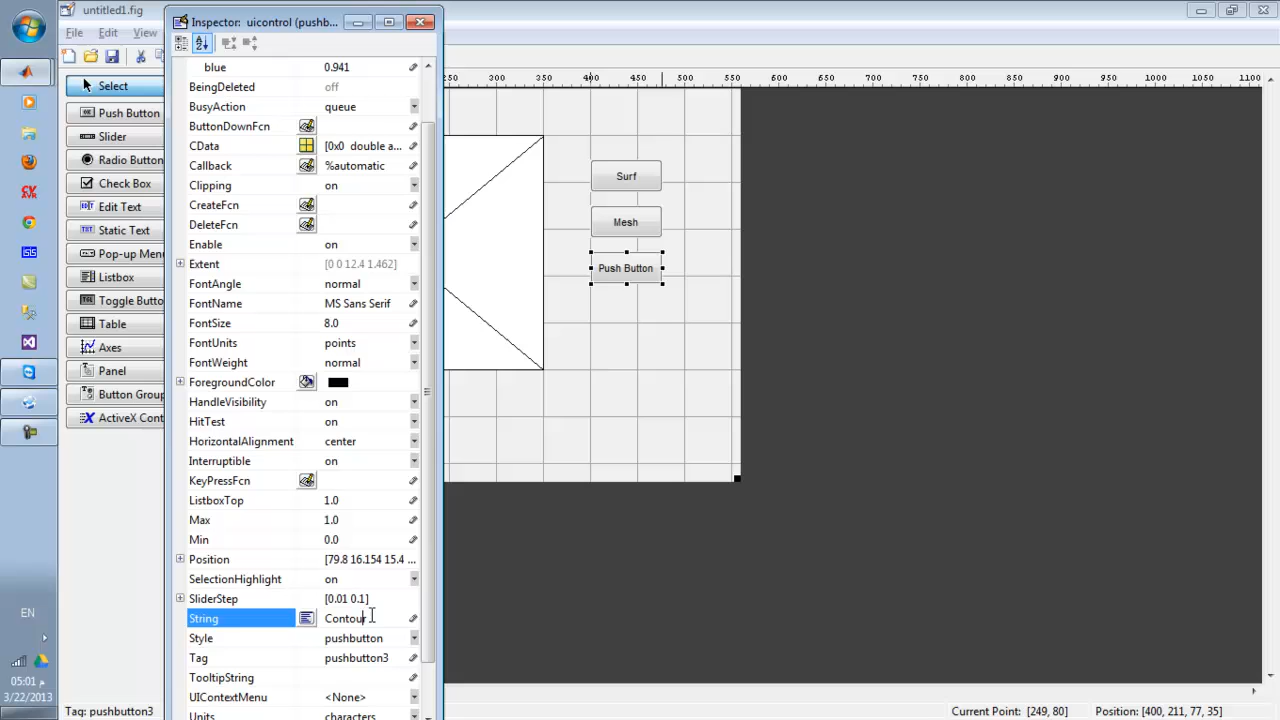 untitled1.fig
File Edit View
Inspector: uicontrol (pushb...
Select
Push Button
Slider
Radio Button
Check Box
Edit Text
Static Text
Pop-up Menu
Listbox
Toggle Butto
Table
Axes
Panel
Button Group
ActiveX Cont
blue 0.941
BeingDeleted off
BusyAction queue
ButtonDownFcn
CData [0x0 double a...
Callback %automatic
Clipping on
CreateFcn
DeleteFcn
Enable on
Extent [0 0 12.4 1.462]
FontAngle normal
FontName MS Sans Serif
FontSize 8.0
FontUnits points
FontWeight normal
ForegroundColor
HandleVisibility on
HitTest on
HorizontalAlignment center
Interruptible on
KeyPressFcn
ListboxTop 1.0
Max 1.0
Min 0.0
Position [79.8 16.154 15.4 ...
SelectionHighlight on
SliderStep [0.01 0.1]
String Contour
Style pushbutton
Tag pushbutton3
TooltipString
UIContextMenu <None>
Units characters
250 300 350 400 450 500 550 600 650 700 750 800 850 900 950 1000 1050 1100
Surf
Mesh
Push Button
EN
05:01 م
3/22/2013
Tag: pushbutton3
Current Point: [249, 80]
Position: [400, 211, 77, 35]